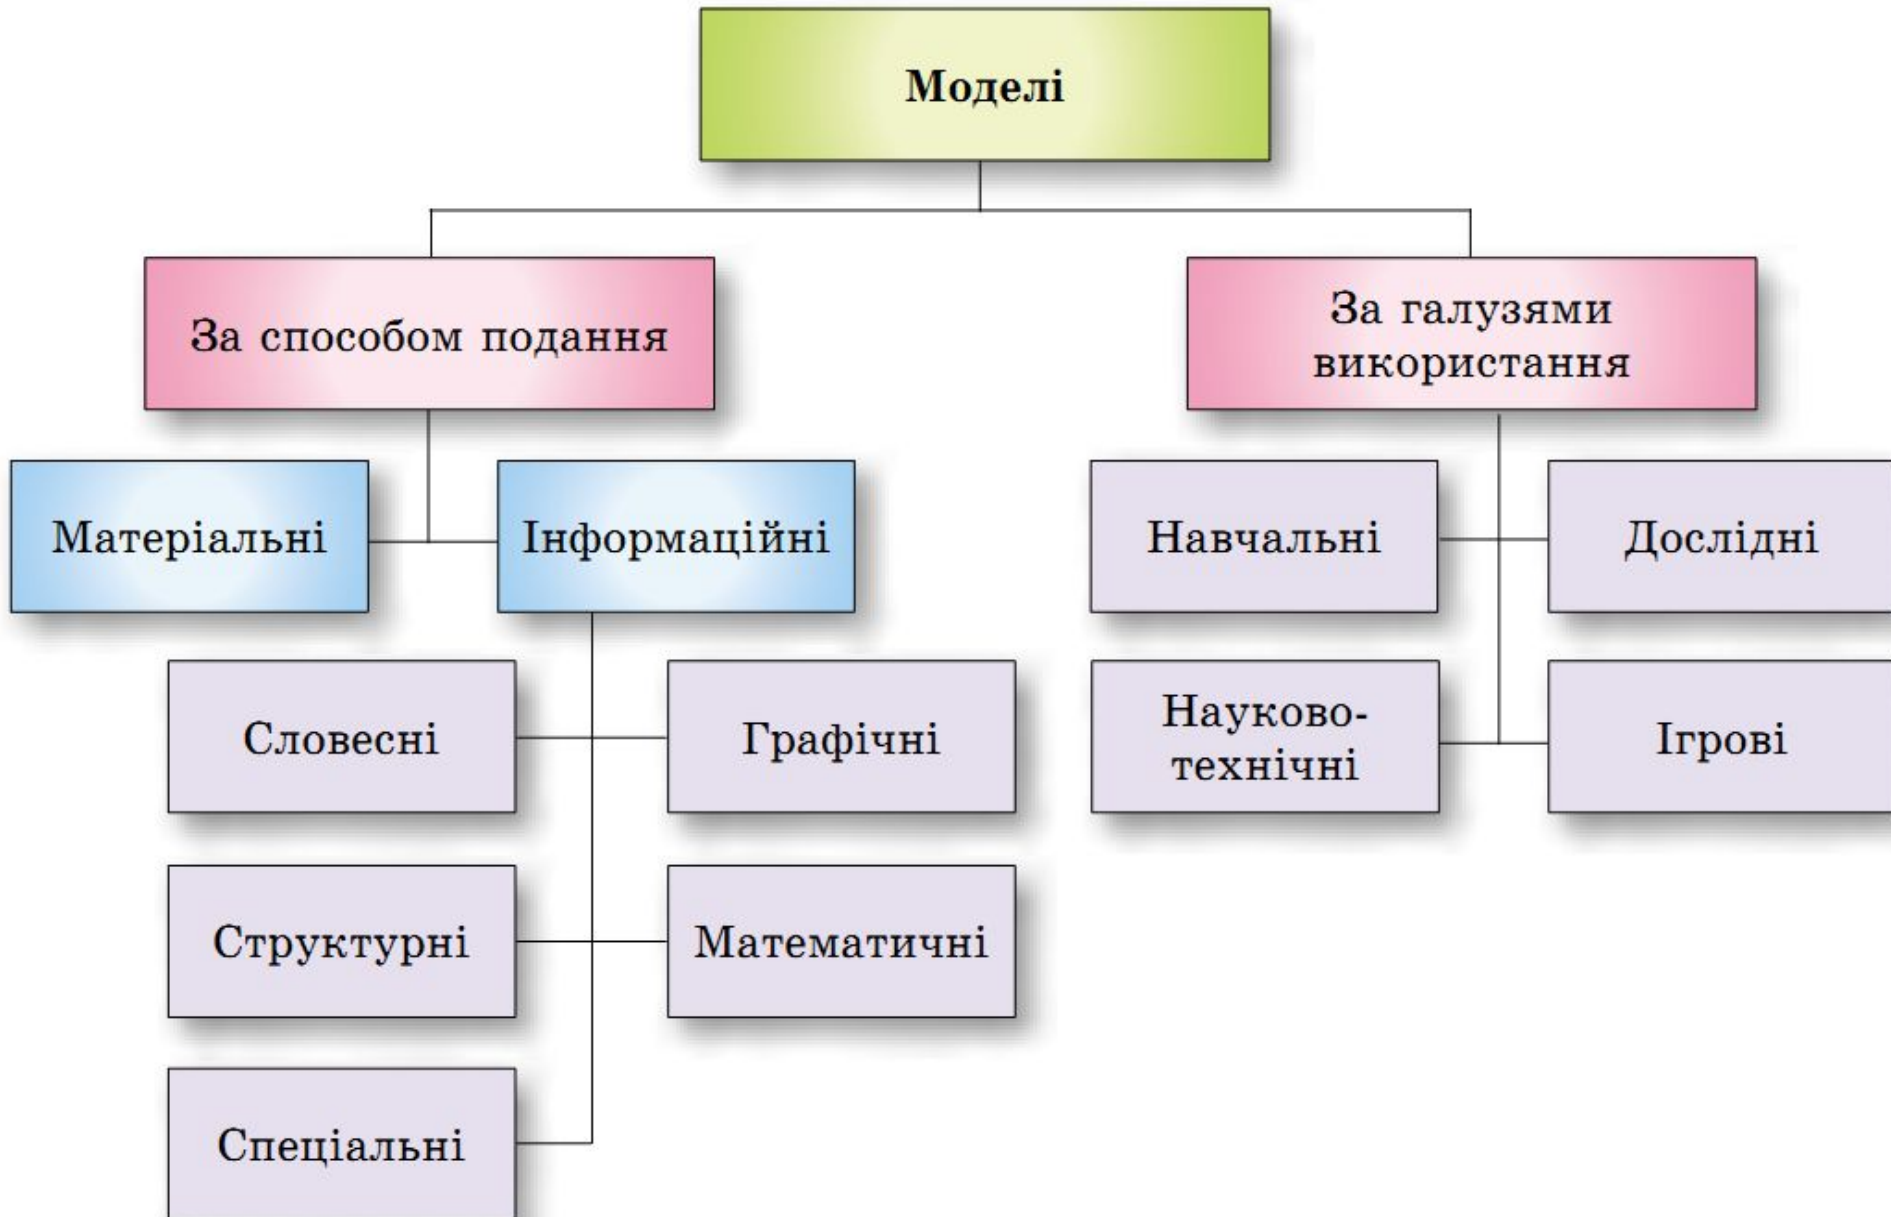 Моделі
За способом подання
За галузями
використання
Матеріальні
Інформаційні
Навчальні
Дослідні
Словесні
Графічні
Науково-
технічні
Ігрові
Структурні
Математичні
Спеціальні